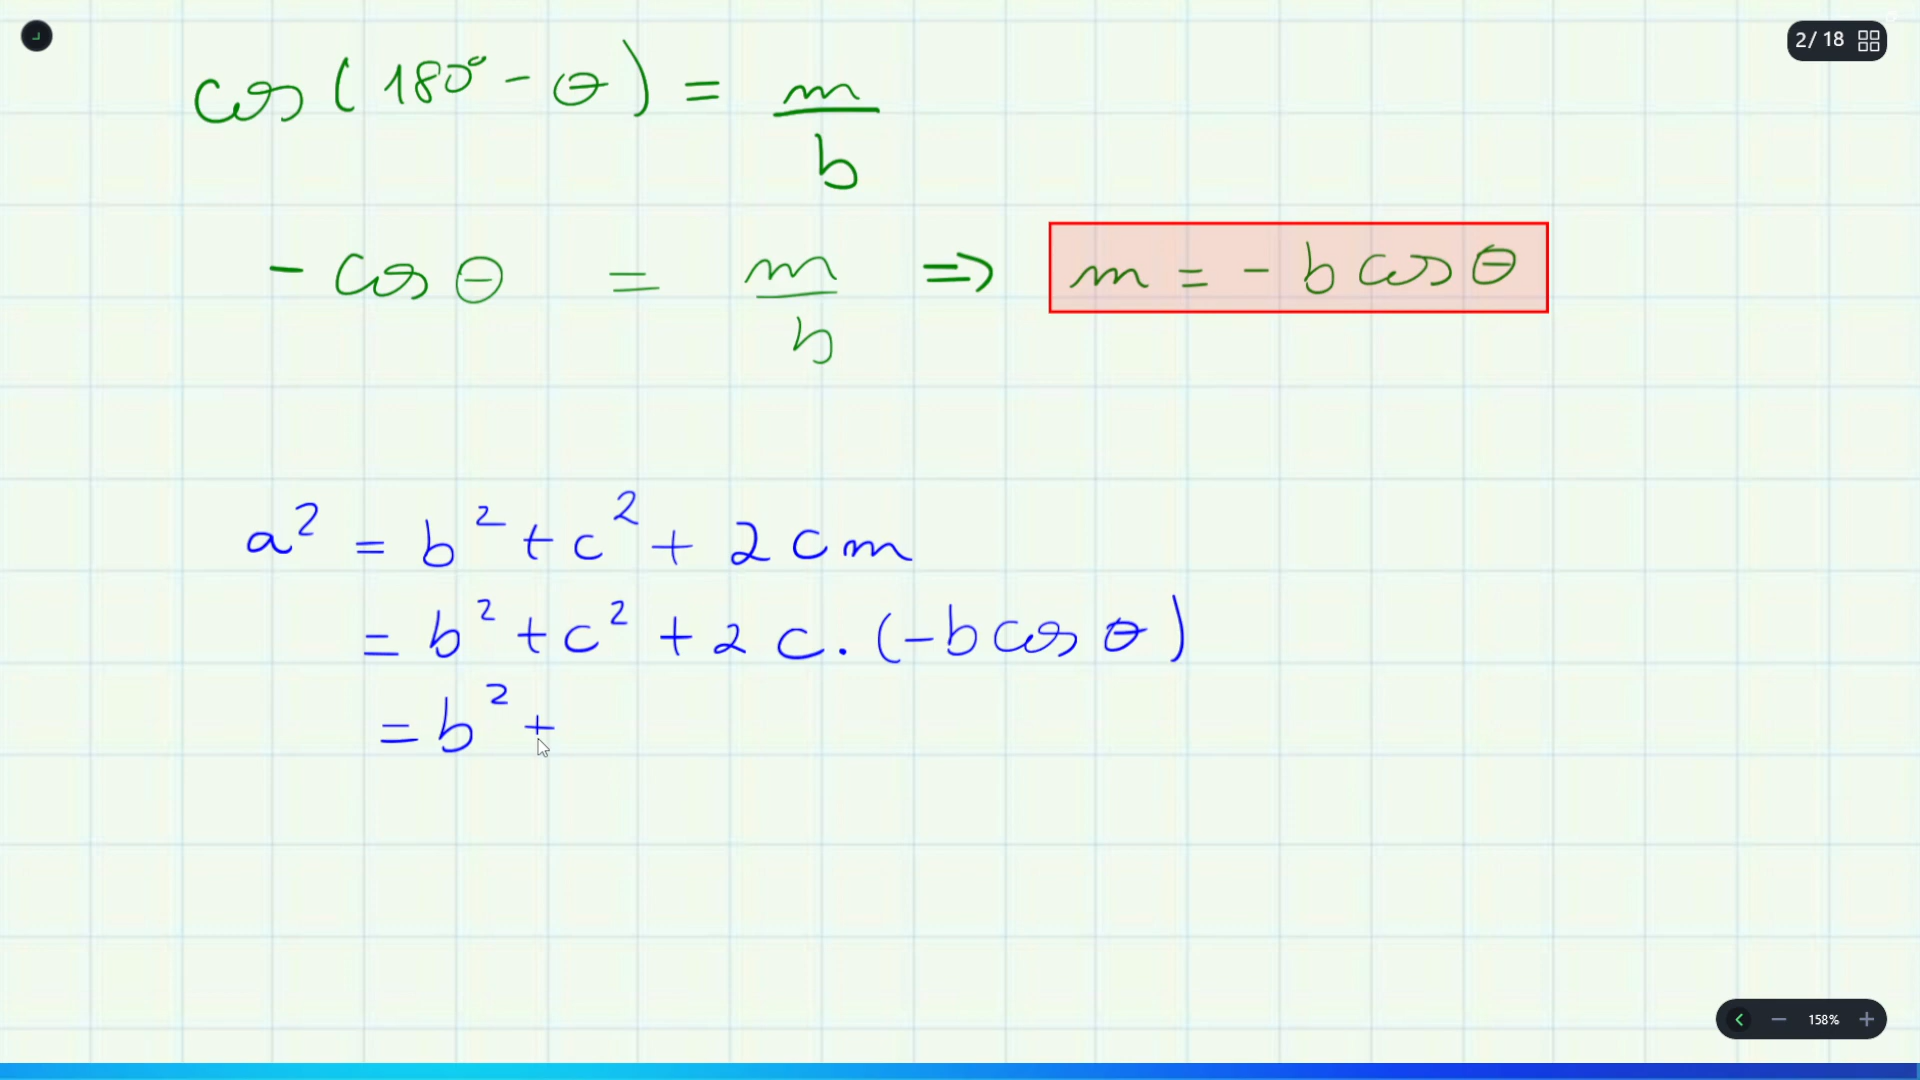 2/ 18
cos(180° - θ) = m/b
- cos θ = m/b => m = - b cos θ
a² = b² + c² + 2cm
= b² + c² + 2c.(-b cos θ)
= b² +
158%